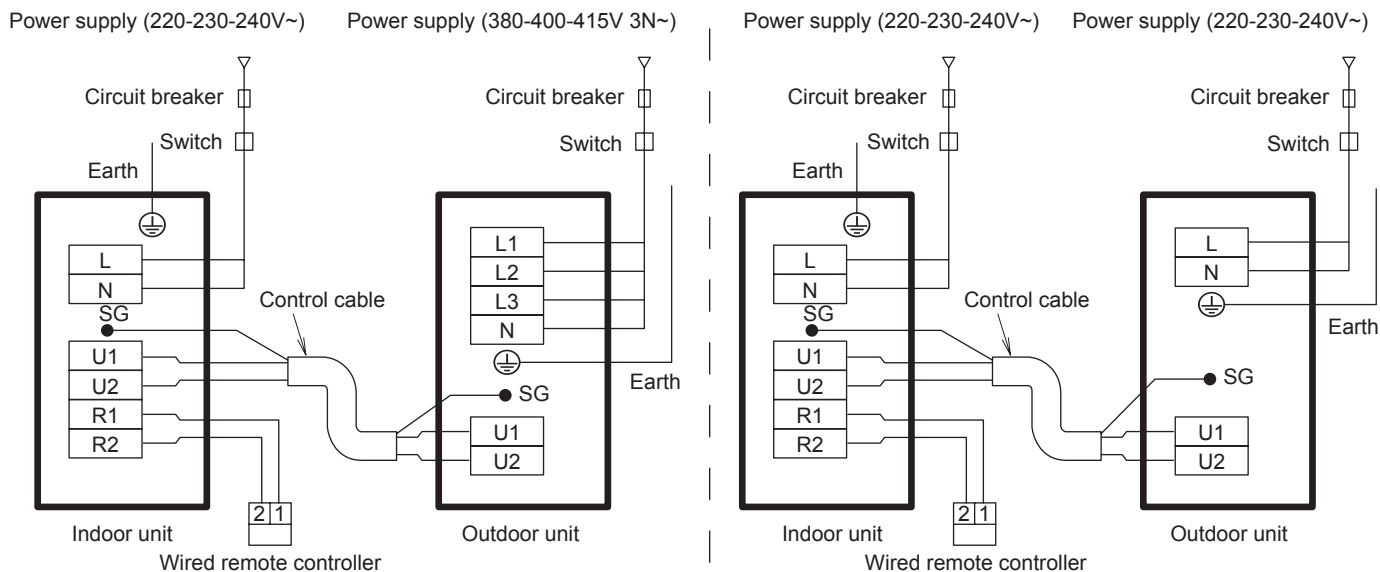 Power supply (220-230-240V~)
Power supply (380-400-415V 3N~)
Circuit breaker
Circuit breaker
Switch
Switch
Earth
L
N
SG
U1
U2
R1
R2
Control cable
L1
L2
L3
N
Earth
SG
U1
U2
2 1
Indoor unit
Outdoor unit
Wired remote controller
Power supply (220-230-240V~)
Power supply (220-230-240V~)
Circuit breaker
Circuit breaker
Switch
Switch
Earth
L
N
SG
U1
U2
R1
R2
Control cable
L
N
Earth
SG
U1
U2
2 1
Indoor unit
Outdoor unit
Wired remote controller